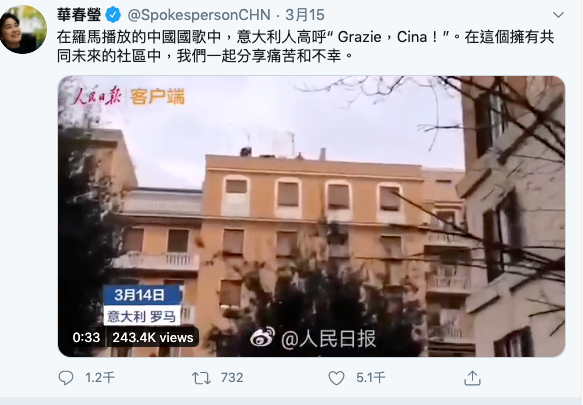 華春瑩 @SpokespersonCHN · 3月15
在羅馬播放的中國國歌中，意大利人高呼“ Grazie，Cina！”。在這個擁有共
同未來的社區中，我們一起分享痛苦和不幸。
人民日报 客户端
3月14日
意大利 罗马
0:33 243.4K views
@人民日报
1.2千 732 5.1千